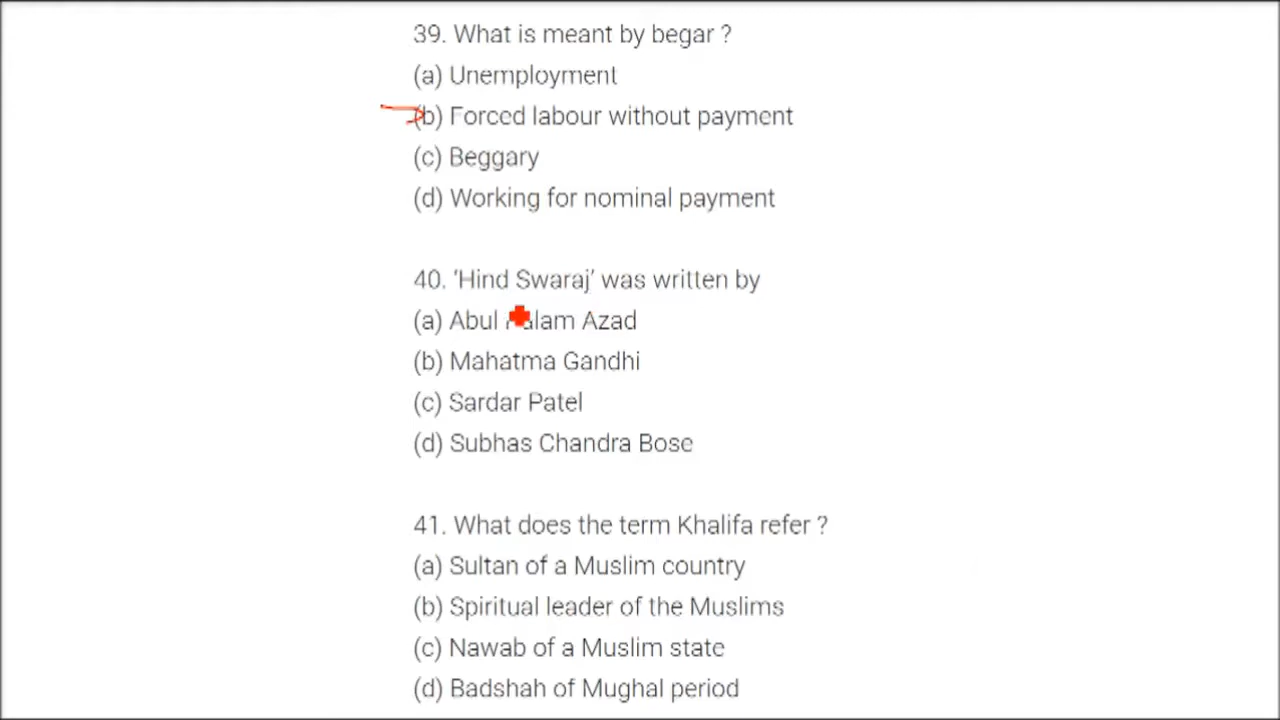 39. What is meant by begar ?
(a) Unemployment
(b) Forced labour without payment
(c) Beggary
(d) Working for nominal payment
40. ‘Hind Swaraj’ was written by
(a) Abul Azad
(b) Mahatma Gandhi
(c) Sardar Patel
(d) Subhas Chandra Bose
41. What does the term Khalifa refer ?
(a) Sultan of a Muslim country
(b) Spiritual leader of the Muslims
(c) Nawab of a Muslim state
(d) Badshah of Mughal period